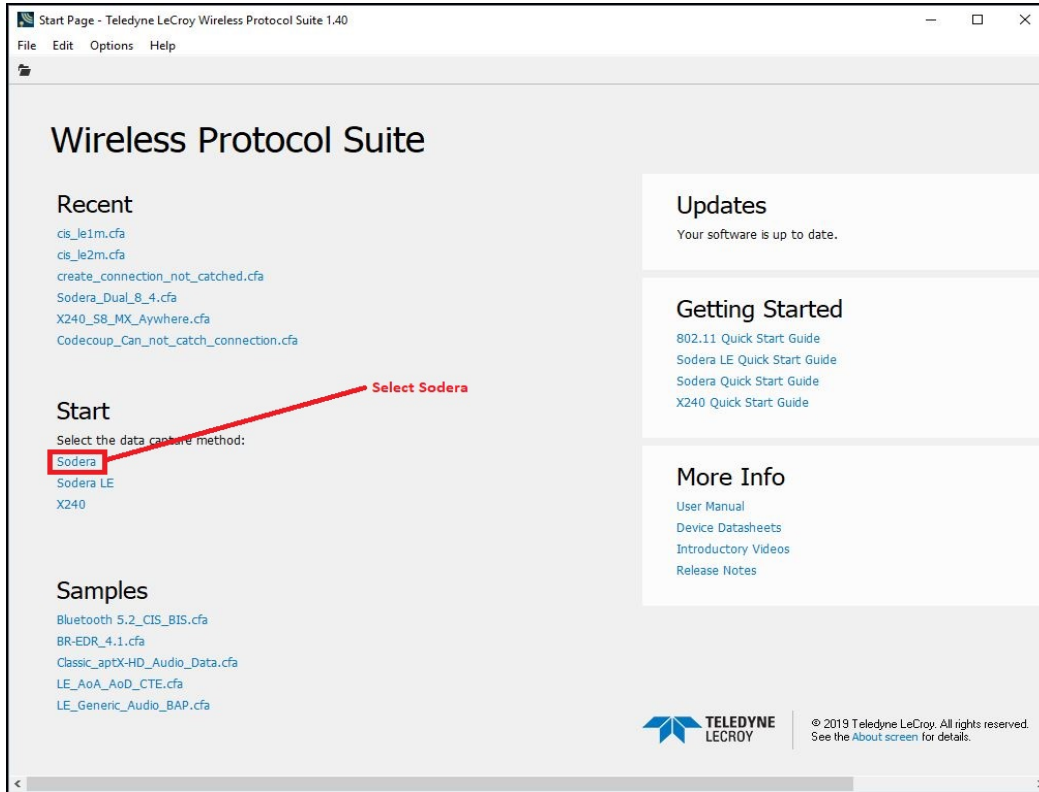 Start Page - Teledyne LeCroy Wireless Protocol Suite 1.40
File Edit Options Help
Wireless Protocol Suite
Recent
cis_le1m.cfa
cis_le2m.cfa
create_connection_not_catched.cfa
Sodera_Dual_8_4.cfa
X240_S8_MX_Aywhere.cfa
Codecoup_Can_not_catch_connection.cfa
Select Sodera
Start
Select the data capture method:
Sodera
Sodera LE
X240
Samples
Bluetooth 5.2_CIS_BIS.cfa
BR-EDR_4.1.cfa
Classic_aptX-HD_Audio_Data.cfa
LE_AoA_AoD_CTE.cfa
LE_Generic_Audio_BAP.cfa
Updates
Your software is up to date.
Getting Started
802.11 Quick Start Guide
Sodera LE Quick Start Guide
Sodera Quick Start Guide
X240 Quick Start Guide
More Info
User Manual
Device Datasheets
Introductory Videos
Release Notes
TELEDYNE
LECROY
© 2019 Teledyne LeCroy. All rights reserved.
See the About screen for details.